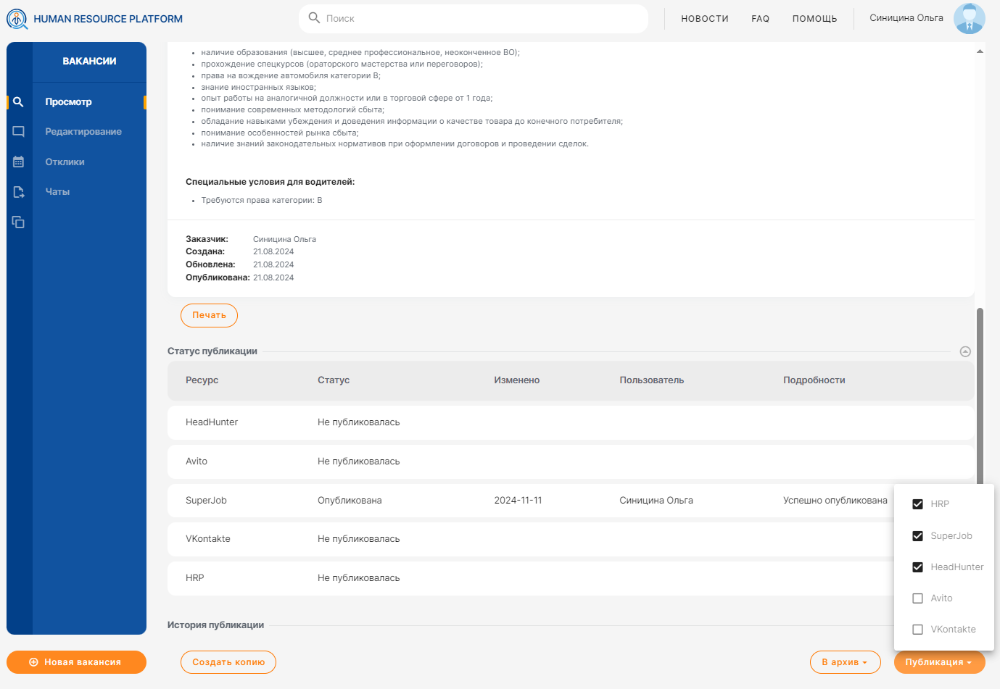 HUMAN RESOURCE PLATFORM
Поиск
НОВОСТИ
FAQ
ПОМОЩЬ
Синицина Ольга
ВАКАНСИИ
Просмотр
Редактирование
Отклики
Чаты
Новая вакансия
наличие образования (высшее, среднее профессиональное, неоконченное ВО);
прохождение спецкурсов (ораторского мастерства или переговоров);
права на вождение автомобиля категории В;
знание иностранных языков;
опыт работы на аналогичной должности или в торговой сфере от 1 года;
понимание современных методологий сбыта;
обладание навыками убеждения и доведения информации о качестве товара до конечного потребителя;
понимание особенностей рынка сбыта;
наличие знаний законодательных нормативов при оформлении договоров и проведении сделок.
Специальные условия для водителей:
Требуются права категории: B
Заказчик: Синицина Ольга
Создана: 21.08.2024
Обновлена: 21.08.2024
Опубликована: 21.08.2024
Печать
Статус публикации
Ресурс Статус Изменено Пользователь Подробности
HeadHunter Не публиковалась
Avito Не публиковалась
SuperJob Опубликована 2024-11-11 Синицина Ольга Успешно опубликована
VKontakte Не публиковалась
HRP Не публиковалась
История публикации
HRP
SuperJob
HeadHunter
Avito
VKontakte
Создать копию
В архив
Публикация